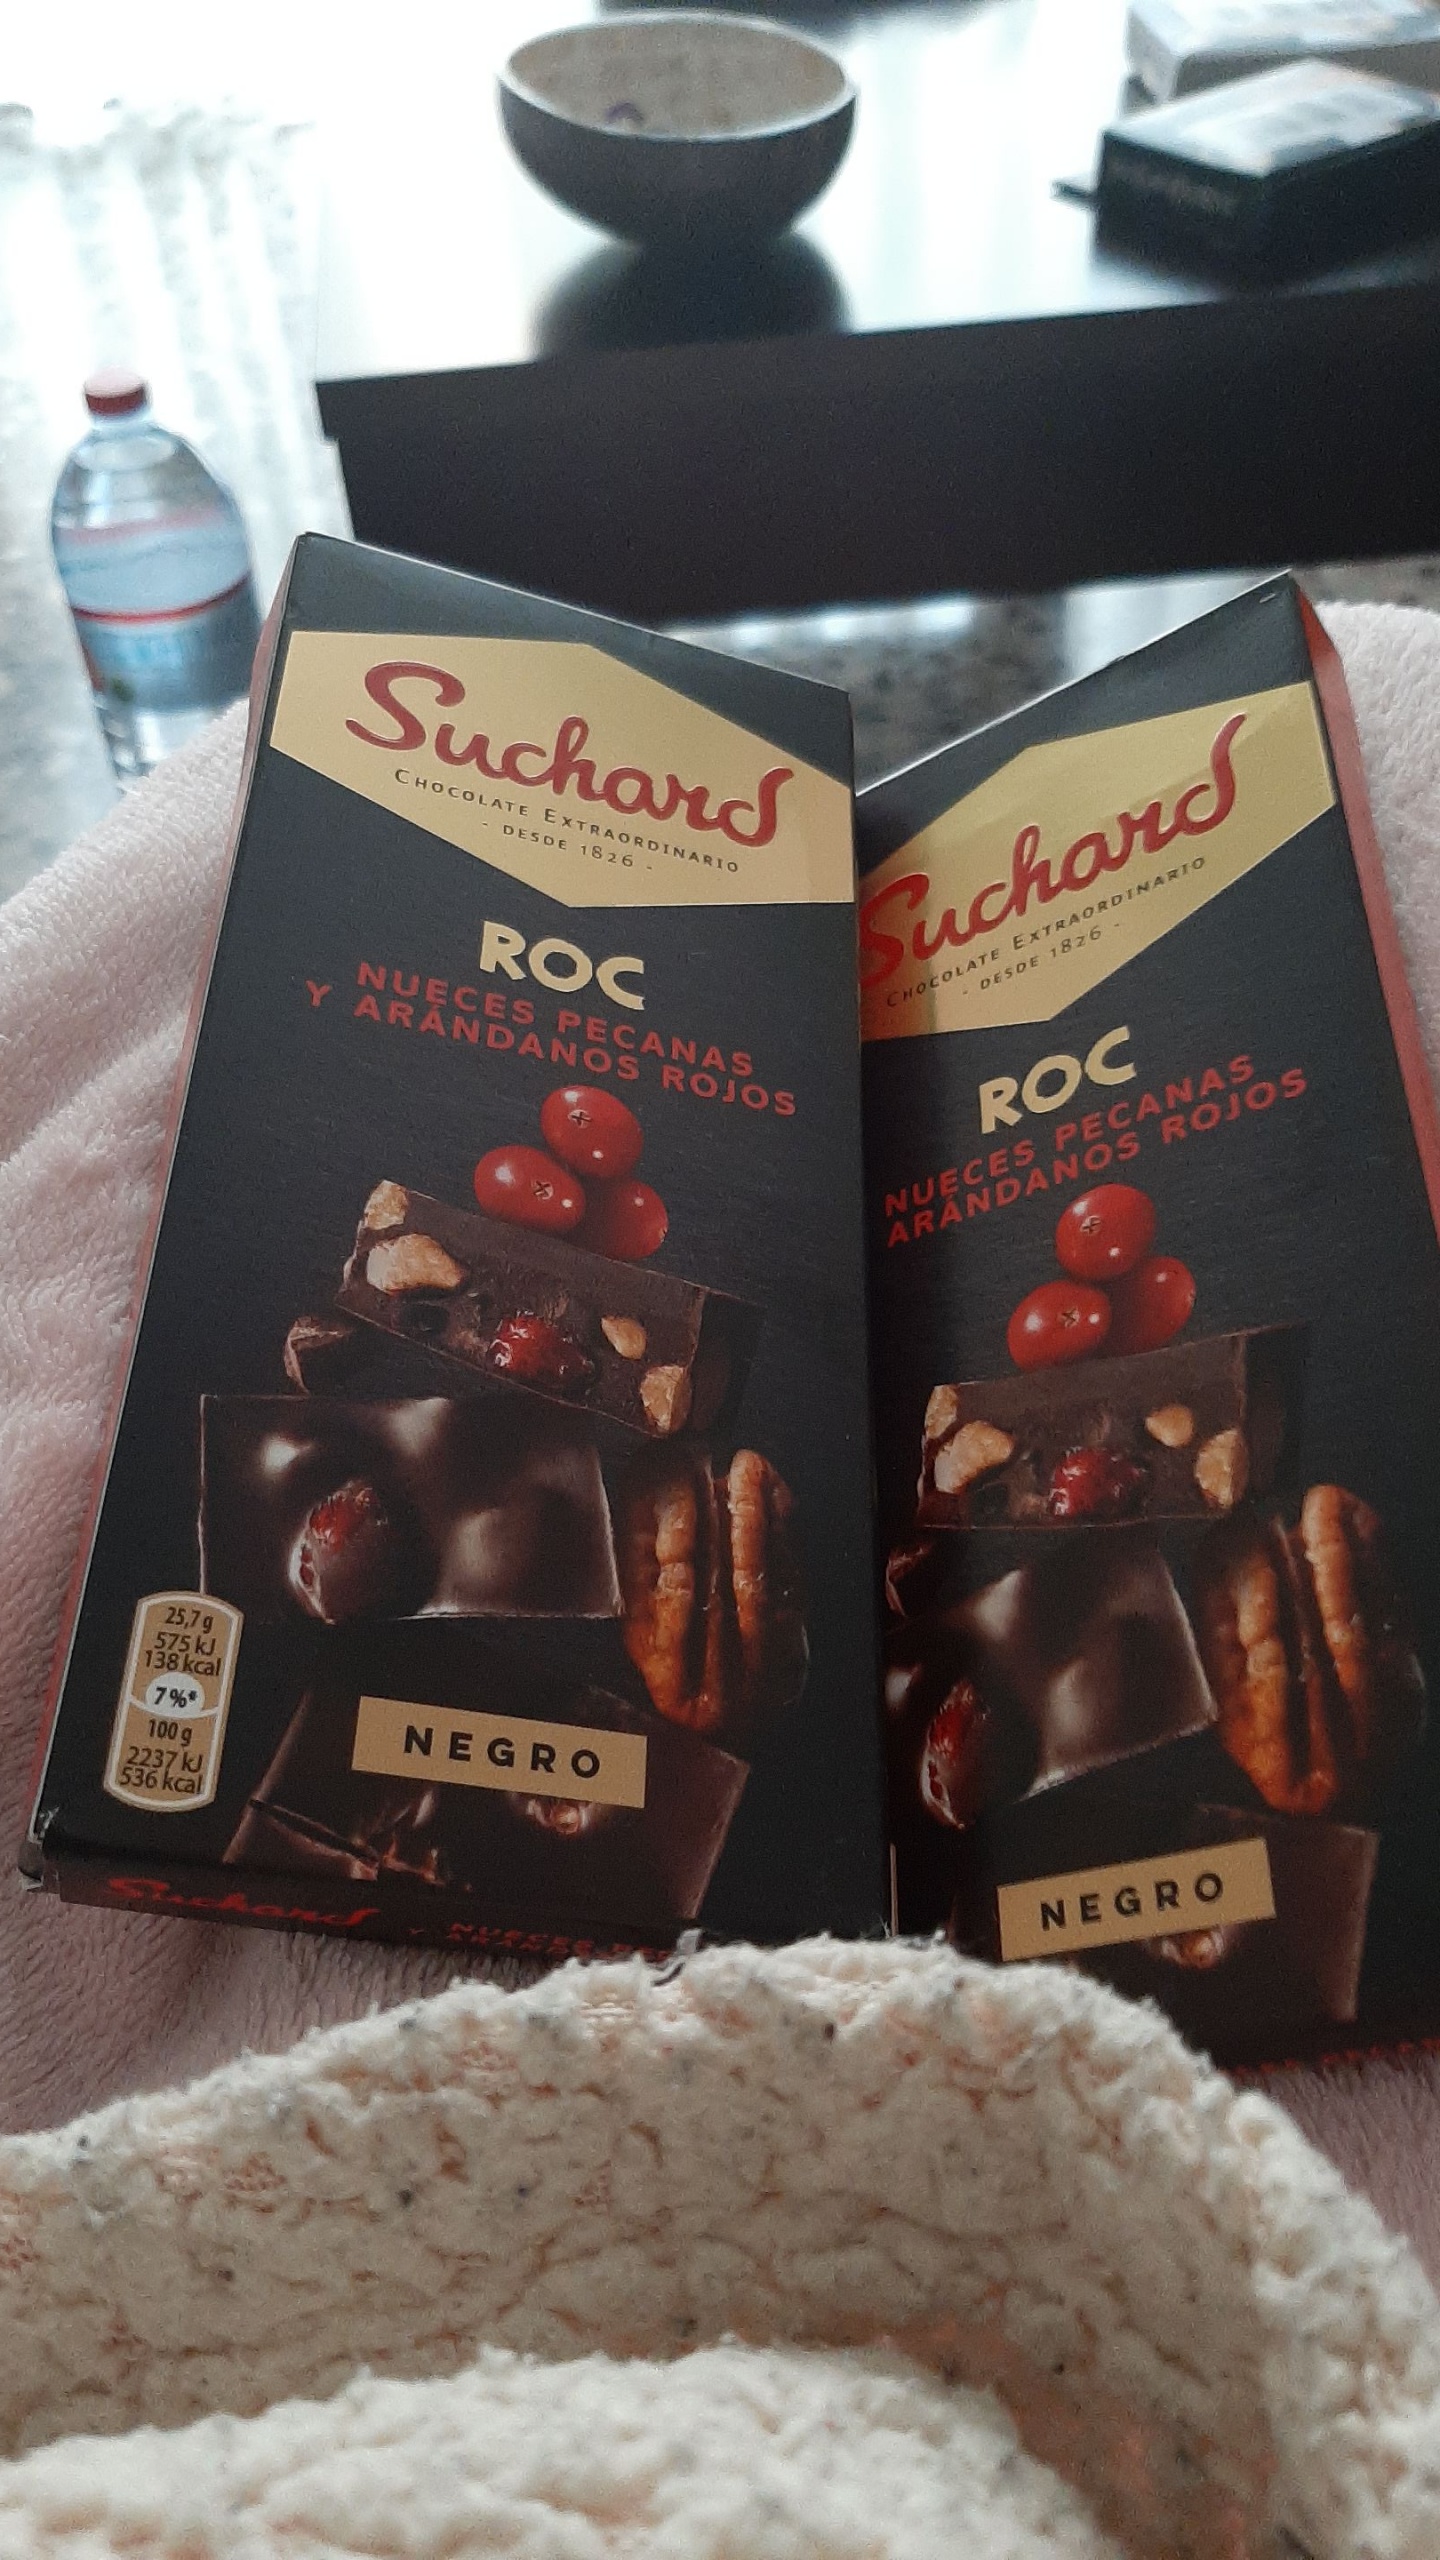 Suchard
CHOCOLATE EXTRAORDINARIO
- DESDE 1826 -
ROC
NUECES PECANAS
Y ARÁNDANOS ROJOS
25,7 g
575 kJ
138 kcal
7%*
100 g
2237 kJ
536 kcal
NEGRO
Suchard
Suchard
CHOCOLATE EXTRAORDINARIO
- DESDE 1826 -
ROC
NUECES PECANAS
ARÁNDANOS ROJOS
NEGRO